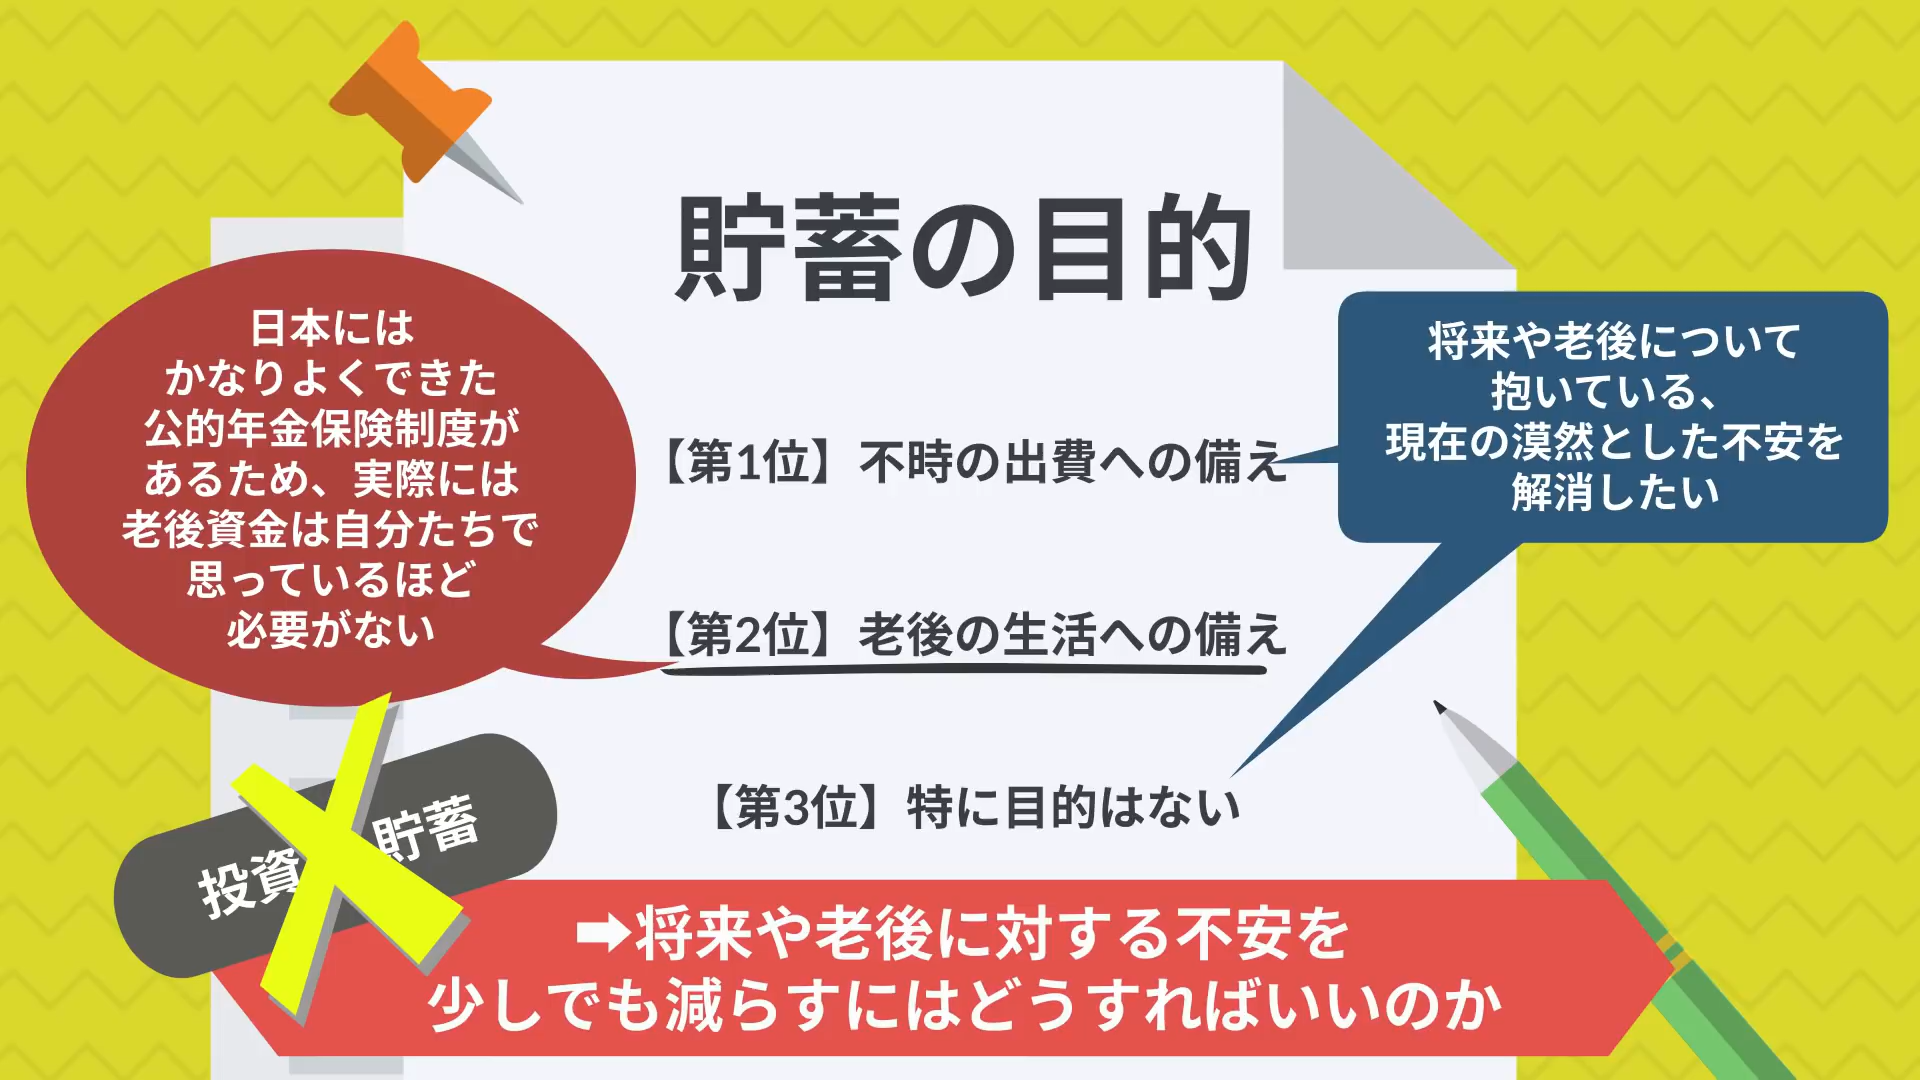 貯蓄の目的
日本には
かなりよくできた
公的年金保険制度が
あるため、実際には
老後資金は自分たちで
思っているほど
必要がない
将来や老後について
抱いている、
現在の漠然とした不安を
解消したい
【第1位】不時の出費への備え
【第2位】老後の生活への備え
【第3位】特に目的はない
投資 貯蓄
➡将来や老後に対する不安を
少しでも減らすにはどうすればいいのか